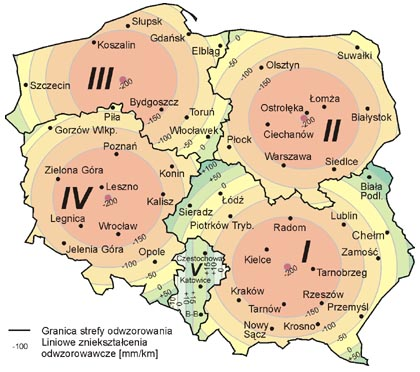 Słupsk
Koszalin
Gdańsk
Elbląg
Suwałki
Olsztyn
Szczecin
III
-200
Bydgoszcz
Piła
Toruń
Włocławek
Ostrołęka
Łomża
-200
Białystok
Ciechanów
II
Płock
Warszawa
Siedlce
Gorzów Wlkp.
Poznań
Konin
Zielona Góra
Leszno
IV
-200
Kalisz
Legnica
Wrocław
Jelenia Góra
Opole
Biała
Podl.
Łódź
Sieradz
Piotrków Tryb.
Radom
Lublin
Chełm
Zamość
Kielce
I
-200
Tarnobrzeg
Częstochowa
V
Katowice
B-B
Kraków
Tarnów
Rzeszów
Przemyśl
Nowy
Sącz
Krosno
-150
-100
-50
0
+50
+100
Granica strefy odwzorowania
-100 Liniowe zniekształcenia
odwzorowawcze [mm/km]